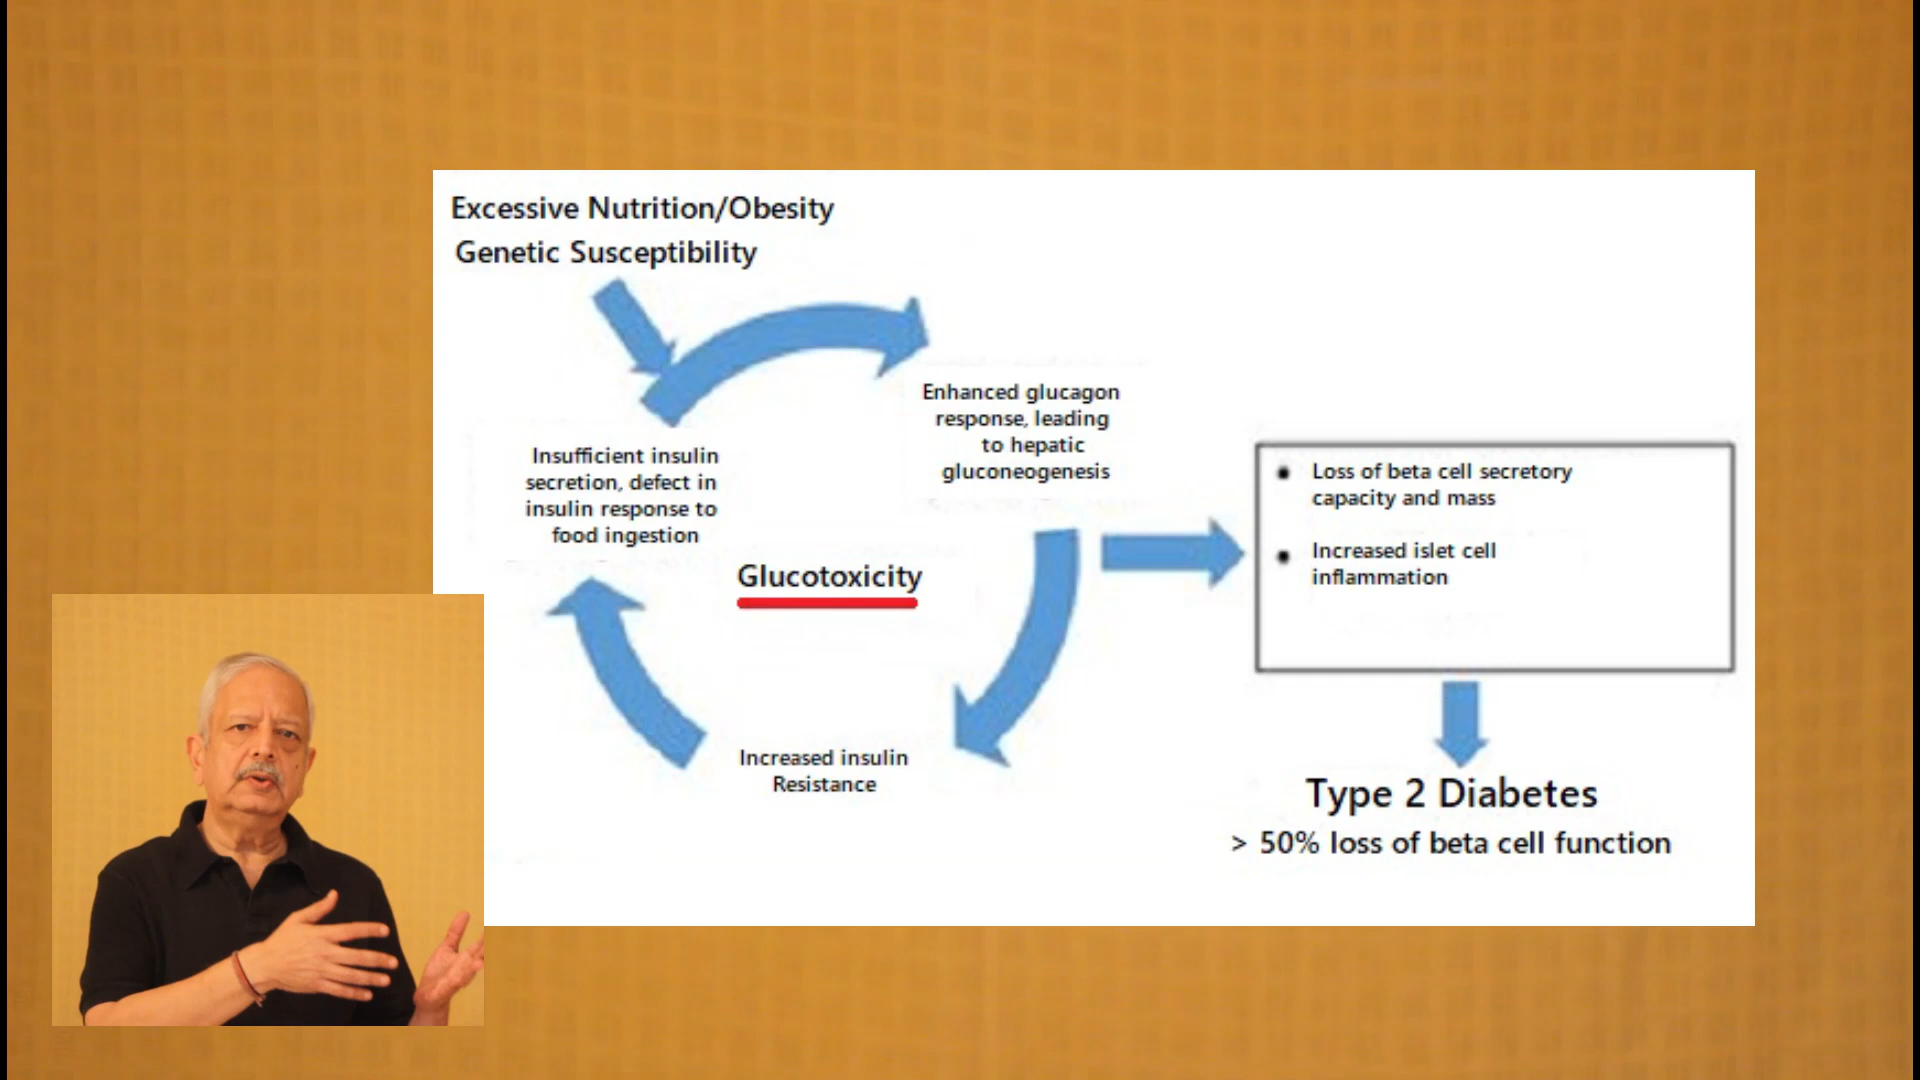 Excessive Nutrition/Obesity
Genetic Susceptibility
Enhanced glucagon
response, leading
to hepatic
gluconeogenesis
Insufficient insulin
secretion, defect in
insulin response to
food ingestion
Glucotoxicity
Increased insulin
Resistance
Loss of beta cell secretory
capacity and mass
Increased islet cell
inflammation
Type 2 Diabetes
> 50% loss of beta cell function